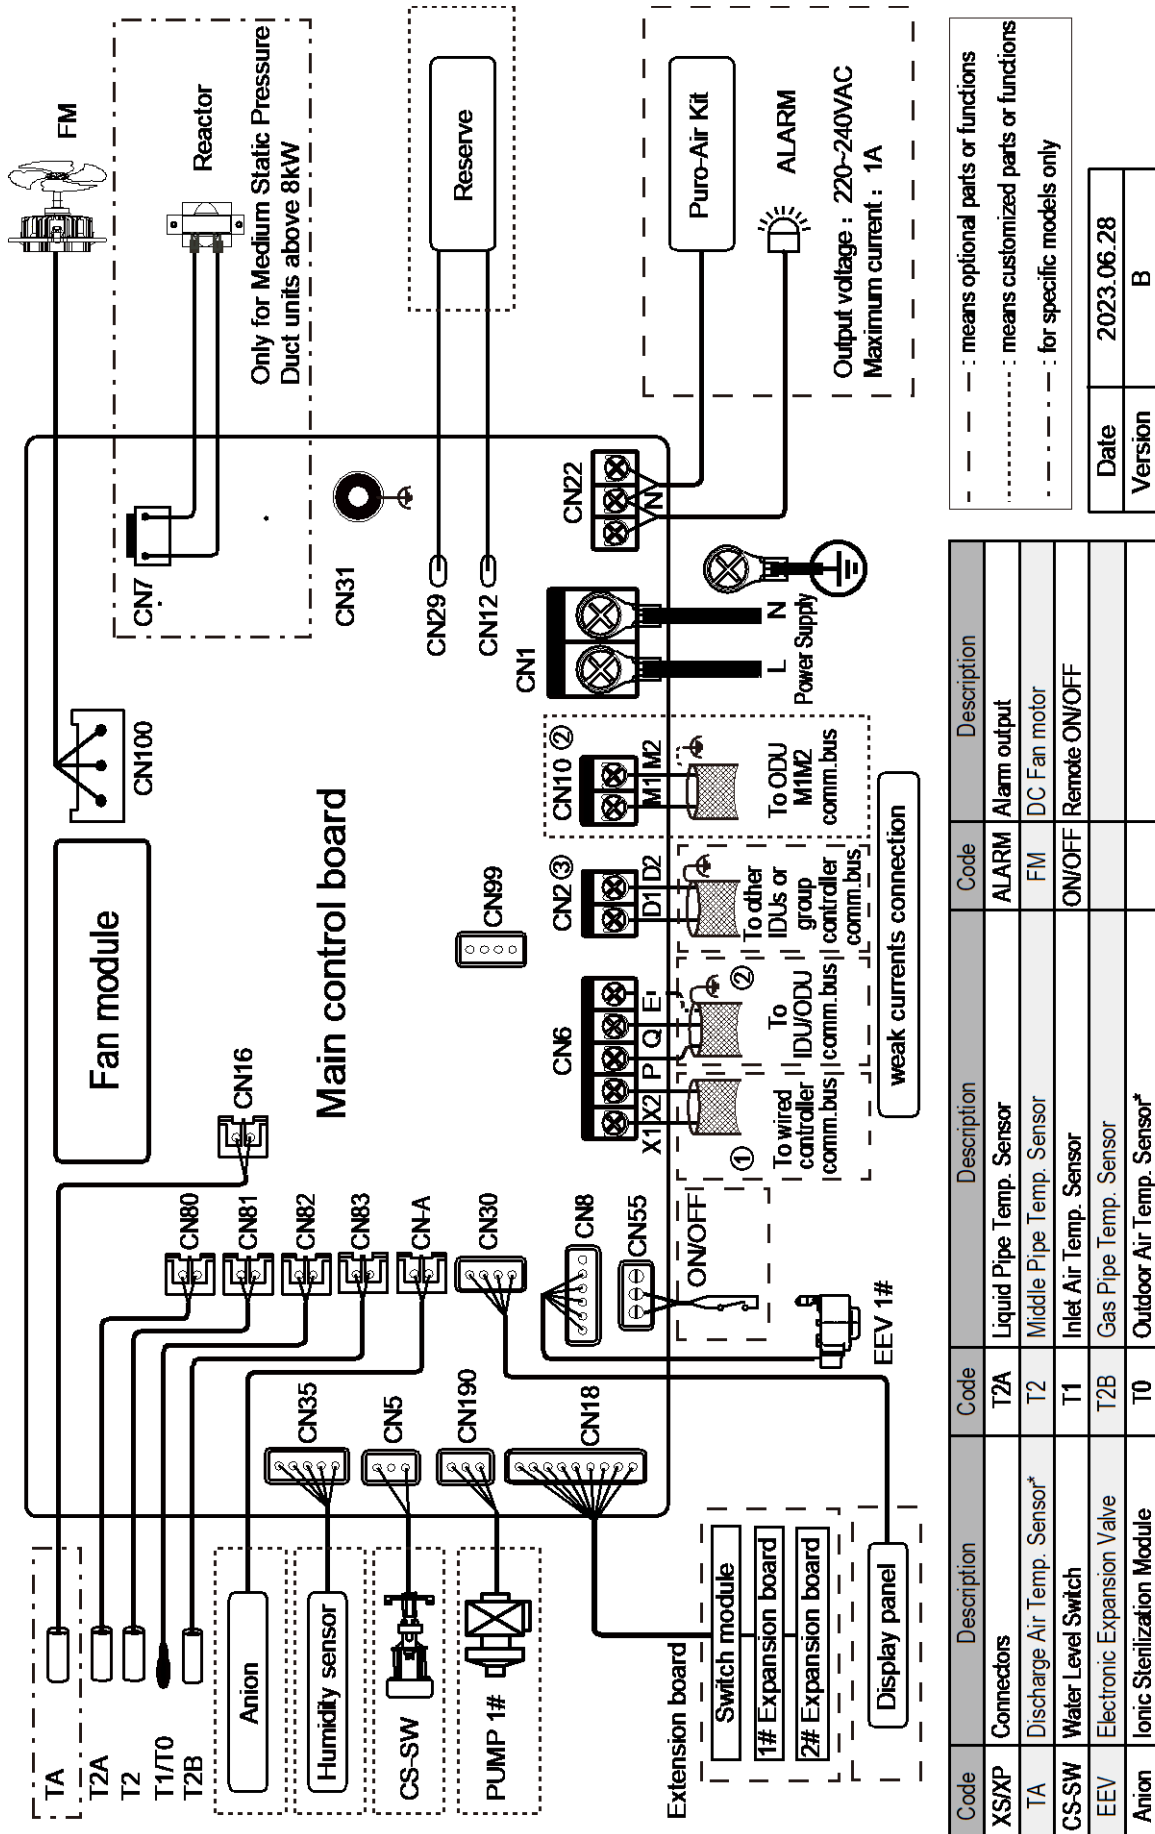 TA
T2A
T2
T1/T0
T2B
Anion
Humidity sensor
CS-SW
PUMP 1#
Extension board
Switch module
1# Expansion board
2# Expansion board
Display panel
CN16
CN80
CN81
CN82
CN83
CN-A
CN30
CN35
CN5
CN190
CN18
CN8
CN55
ON/OFF
EEV 1#
Fan module
Main control board
CN100
FM
CN7
Reactor
Only for Medium Static Pressure
Duct units above 8kW
CN31
CN29
CN12
Reserve
CN99
CN6
X1 X2 P Q E
①
To wired
controller
comm.bus
②
To
IDU/ODU
comm.bus
CN2 ③
D1 D2
To other
IDUs or
group
controller
comm.bus
CN10 ②
M1 M2
To ODU
M1M2
comm.bus
weak currents connection
CN1
L N
Power Supply
CN22
N
Puro-Air Kit
ALARM
Output voltage : 220~240VAC
Maximum current : 1A
: means optional parts or functions
: means customized parts or functions
: for specific models only
Date 2023.06.28
Version B
Code Description Code Description Code Description
XS/XP Connectors T2A Liquid Pipe Temp. Sensor ALARM Alarm output
TA Discharge Air Temp. Sensor* T2 Middle Pipe Temp. Sensor FM DC Fan motor
CS-SW Water Level Switch T1 Inlet Air Temp. Sensor ON/OFF Remote ON/OFF
EEV Electronic Expansion Valve T2B Gas Pipe Temp. Sensor
Anion Ionic Sterilization Module T0 Outdoor Air Temp. Sensor*